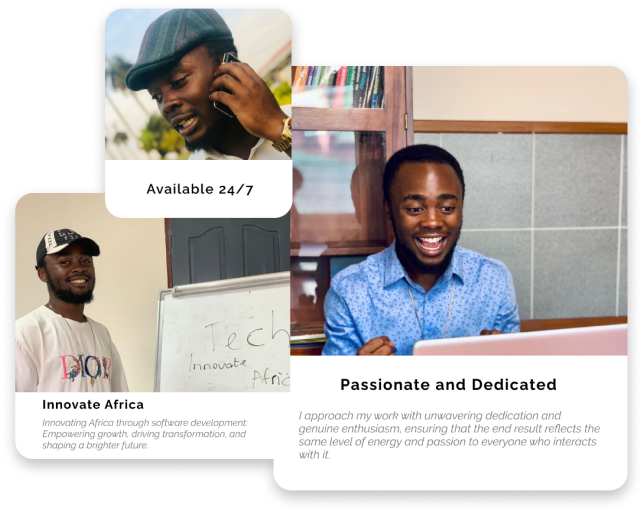 Available 24/7
DIOR
Tech
Innovate
Afric
Innovate Africa
Innovating Africa through software development:
Empowering growth, driving transformation, and
shaping a brighter future.
Passionate and Dedicated
I approach my work with unwavering dedication and
genuine enthusiasm, ensuring that the end result reflects the
same level of energy and passion to everyone who interacts
with it.